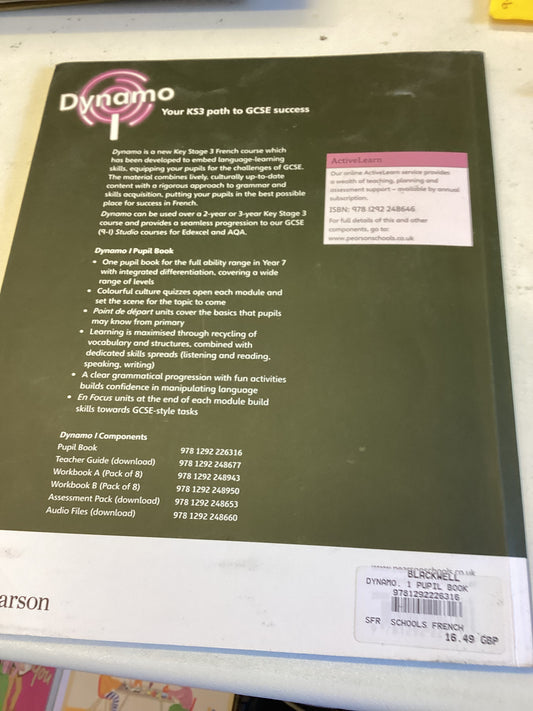 Dynamo
1
Your KS3 path to GCSE success
Dynamo is a new Key Stage 3 French course which
has been developed to embed language-learning
skills, equipping your pupils for the challenges of GCSE.
The material combines lively, culturally up-to-date
content with a rigorous approach to grammar and
skills acquisition, putting your pupils in the best possible
place for success in French.
Dynamo can be used over a 2-year or 3-year Key Stage 3
course and provides a seamless progression to our GCSE
(9-1) Studio courses for Edexcel and AQA.
Dynamo 1 Pupil Book
• One pupil book for the full ability range in Year 7
with integrated differentiation, covering a wide
range of levels
• Colourful culture quizzes open each module and
set the scene for the topic to come
• Point de départ units cover the basics that pupils
may know from primary
• Learning is maximised through recycling of
vocabulary and structures, combined with
dedicated skills spreads (listening and reading,
speaking, writing)
• A clear grammatical progression with fun activities
builds confidence in manipulating language
• En Focus units at the end of each module build
skills towards GCSE-style tasks
Dynamo 1 Components
Pupil Book 978 1292 226316
Teacher Guide (download) 978 1292 248677
Workbook A (Pack of 8) 978 1292 248943
Workbook B (Pack of 8) 978 1292 248950
Assessment Pack (download) 978 1292 248653
Audio Files (download) 978 1292 248660
ActiveLearn
Our online ActiveLearn service provides
a wealth of teaching, planning and
assessment support – available by annual
subscription.
ISBN: 978 1292 248646
For full details of this and other
components, go to:
www.pearsonschools.co.uk
arson
www.pearsonschools.co.uk
BLACKWELL
DYNAMO. 1 PUPIL BOOK
9781292226316
SFR SCHOOLS FRENCH
16.49 GBP